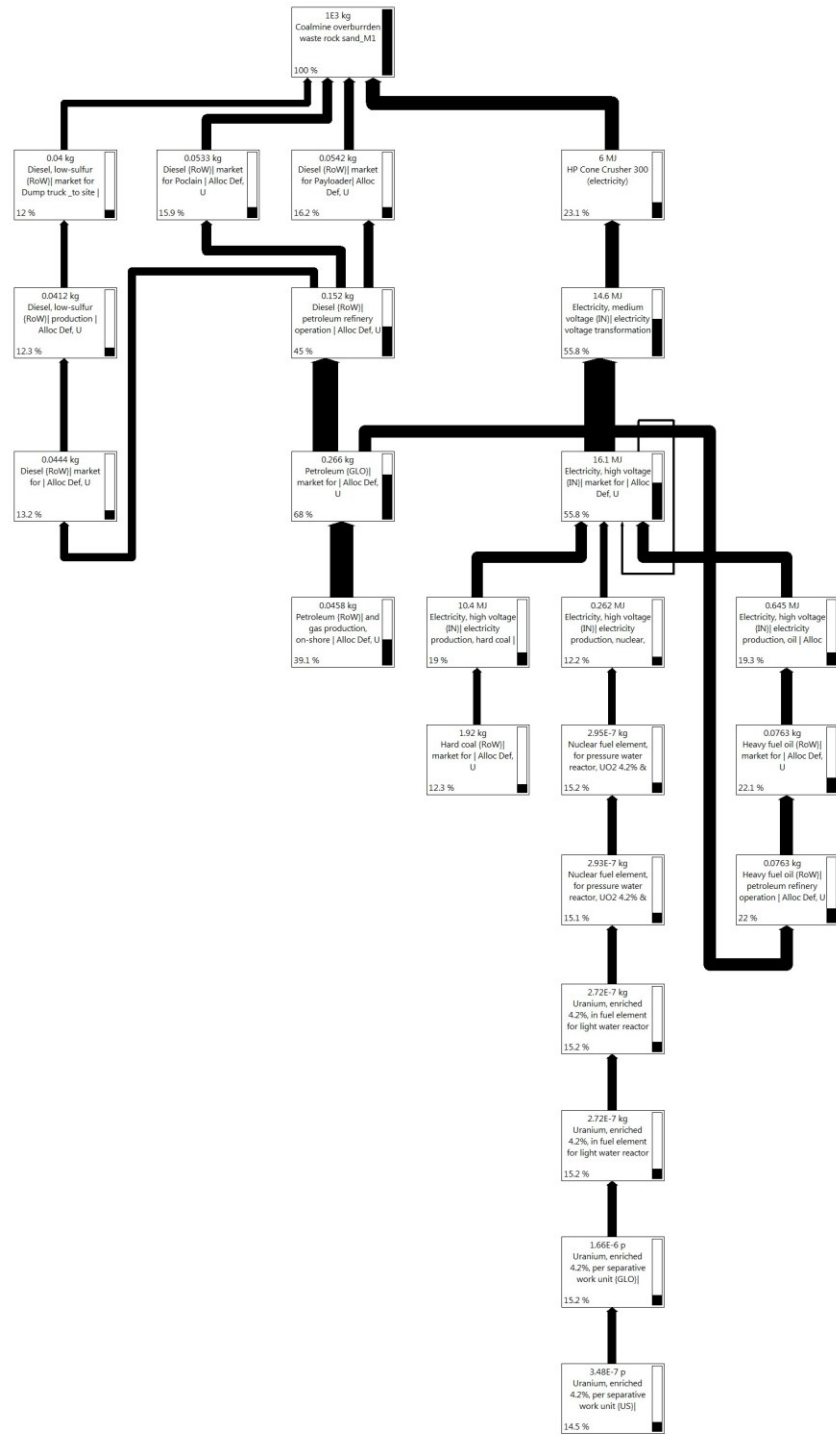 1E3 kg
Coalmine overburrden
waste rock sand_M1
100 %
0.04 kg
Diesel, low-sulfur
{RoW}| market for
Dump truck _to site |
12 %
0.0533 kg
Diesel {RoW}| market
for Poclain | Alloc Def,
U
15.9 %
0.0542 kg
Diesel {RoW}| market
for Payloader| Alloc
Def, U
16.2 %
6 MJ
HP Cone Crusher 300
(electricity)
23.1 %
0.0412 kg
Diesel, low-sulfur
{RoW}| production |
Alloc Def, U
12.3 %
0.152 kg
Diesel {RoW}|
petroleum refinery
operation | Alloc Def, U
45 %
14.6 MJ
Electricity, medium
voltage {IN}| electricity
voltage transformation
55.8 %
0.0444 kg
Diesel {RoW}| market
for | Alloc Def, U
13.2 %
0.266 kg
Petroleum {GLO}|
market for | Alloc Def,
U
68 %
16.1 MJ
Electricity, high voltage
{IN}| market for | Alloc
Def, U
55.8 %
0.0458 kg
Petroleum {RoW}| and
gas production,
on-shore | Alloc Def, U
39.1 %
10.4 MJ
Electricity, high voltage
{IN}| electricity
production, hard coal |
19 %
0.262 MJ
Electricity, high voltage
{IN}| electricity
production, nuclear,
12.2 %
0.645 MJ
Electricity, high voltage
{IN}| electricity
production, oil | Alloc
19.3 %
1.92 kg
Hard coal {RoW}|
market for | Alloc Def,
U
12.3 %
2.95E-7 kg
Nuclear fuel element,
for pressure water
reactor, UO2 4.2% &
15.2 %
0.0763 kg
Heavy fuel oil {RoW}|
market for | Alloc Def,
U
22.1 %
2.93E-7 kg
Nuclear fuel element,
for pressure water
reactor, UO2 4.2% &
15.1 %
0.0763 kg
Heavy fuel oil {RoW}|
petroleum refinery
operation | Alloc Def, U
22 %
2.72E-7 kg
Uranium, enriched
4.2%, in fuel element
for light water reactor
15.2 %
2.72E-7 kg
Uranium, enriched
4.2%, in fuel element
for light water reactor
15.2 %
1.66E-6 p
Uranium, enriched
4.2%, per separative
work unit {GLO}|
15.2 %
3.48E-7 p
Uranium, enriched
4.2%, per separative
work unit {US}|
14.5 %